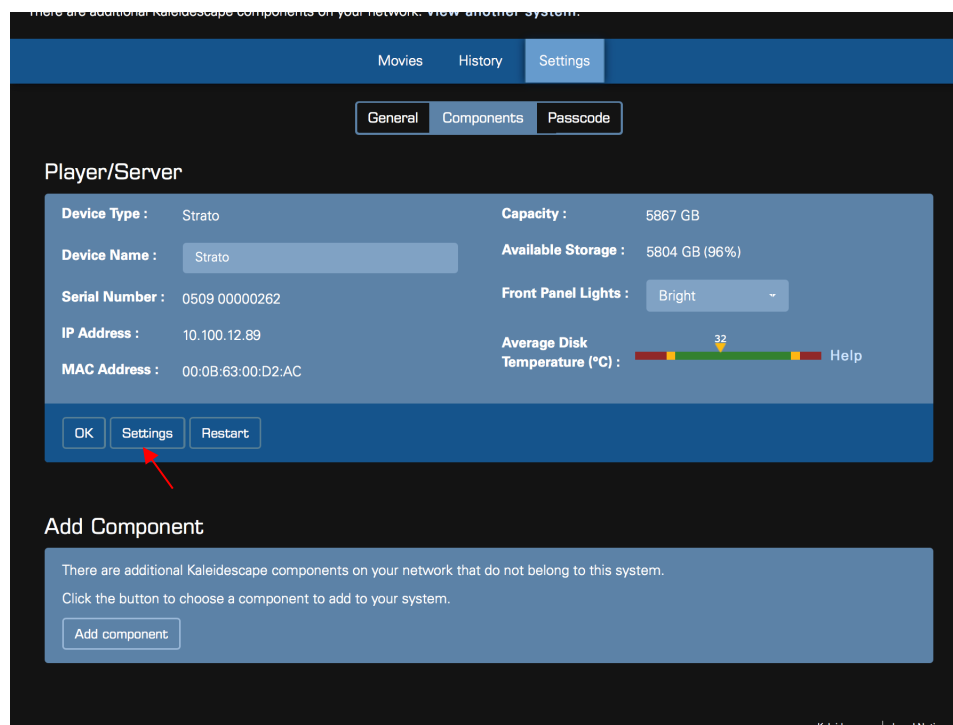 There are additional Kaleidescape components on your network. View another system.
Movies History Settings
General Components Passcode
Player/Server
Device Type : Strato
Device Name : Strato
Serial Number : 0509 00000262
IP Address : 10.100.12.89
MAC Address : 00:0B:63:00:D2:AC
Capacity : 5867 GB
Available Storage : 5804 GB (96%)
Front Panel Lights : Bright
Average Disk
Temperature (°C) :
32
Help
OK Settings Restart
Add Component
There are additional Kaleidescape components on your network that do not belong to this system.
Click the button to choose a component to add to your system.
Add component